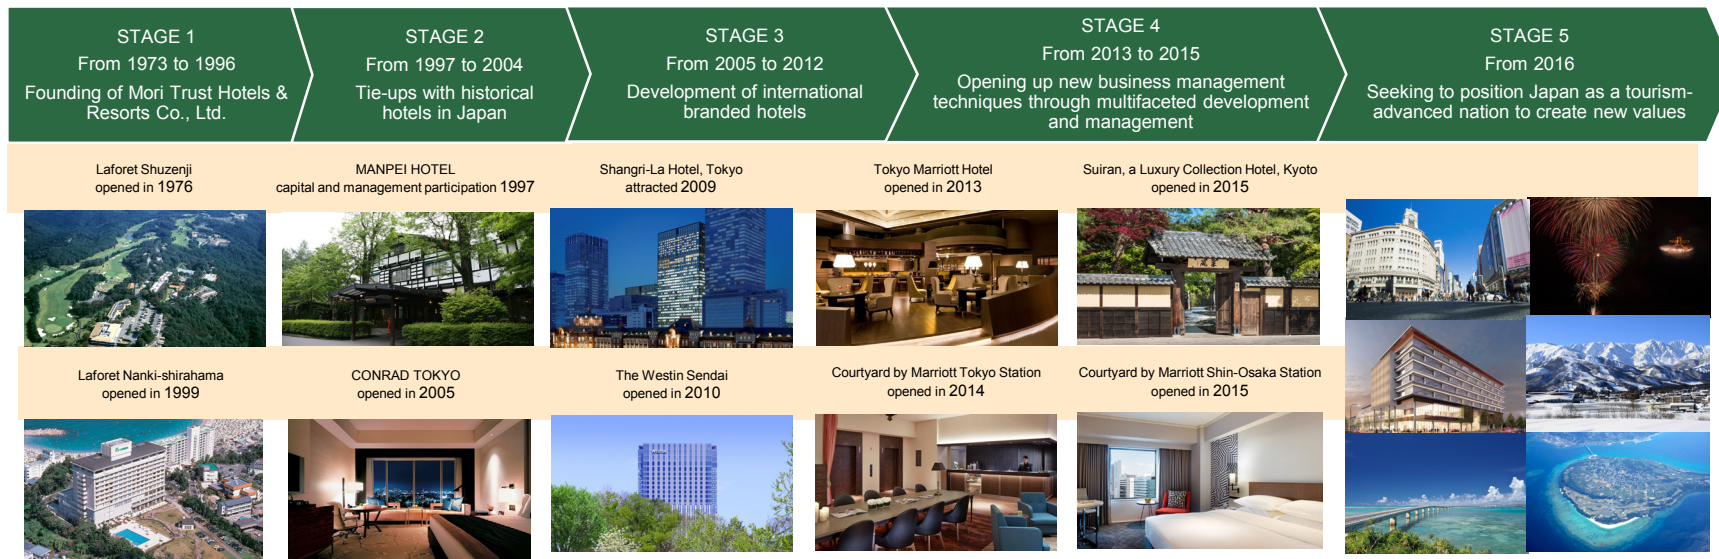 STAGE 1
From 1973 to 1996
Founding of Mori Trust Hotels &
Resorts Co., Ltd.
STAGE 2
From 1997 to 2004
Tie-ups with historical
hotels in Japan
STAGE 3
From 2005 to 2012
Development of international
branded hotels
STAGE 4
From 2013 to 2015
Opening up new business management
techniques through multifaceted development
and management
STAGE 5
From 2016
Seeking to position Japan as a tourism-
advanced nation to create new values
Laforet Shuzenji
opened in 1976
MANPEI HOTEL
capital and management participation 1997
Shangri-La Hotel, Tokyo
attracted 2009
Tokyo Marriott Hotel
opened in 2013
Suiran, a Luxury Collection Hotel, Kyoto
opened in 2015
Laforet Nanki-shirahama
opened in 1999
CONRAD TOKYO
opened in 2005
The Westin Sendai
opened in 2010
Courtyard by Marriott Tokyo Station
opened in 2014
Courtyard by Marriott Shin-Osaka Station
opened in 2015